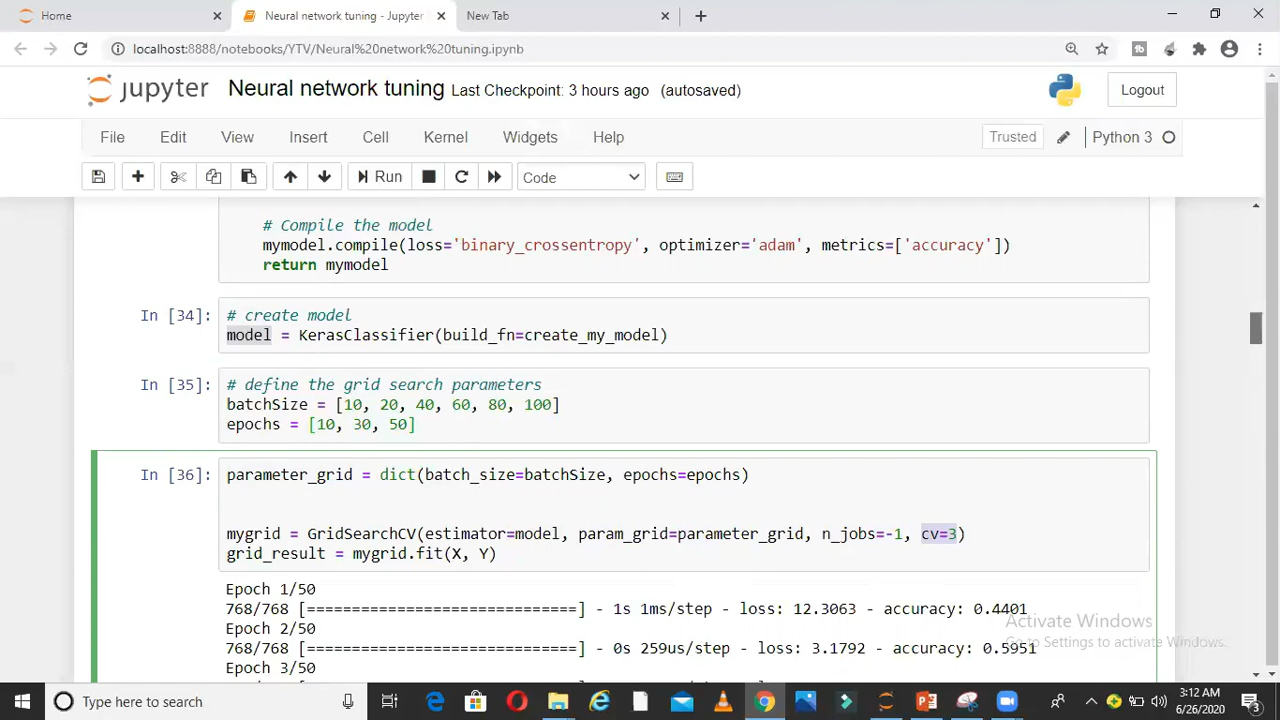 Home
Neural network tuning - Jupyter
New Tab
localhost:8888/notebooks/YTV/Neural%20network%20tuning.ipynb
jupyter Neural network tuning Last Checkpoint: 3 hours ago (autosaved)
Logout
File Edit View Insert Cell Kernel Widgets Help
Trusted Python 3
Run Code
# Compile the model
mymodel.compile(loss='binary_crossentropy', optimizer='adam', metrics=['accuracy'])
return mymodel
In [34]: # create model
model = KerasClassifier(build_fn=create_my_model)
In [35]: # define the grid search parameters
batchSize = [10, 20, 40, 60, 80, 100]
epochs = [10, 30, 50]
In [36]: parameter_grid = dict(batch_size=batchSize, epochs=epochs)
mygrid = GridSearchCV(estimator=model, param_grid=parameter_grid, n_jobs=-1, cv=3)
grid_result = mygrid.fit(X, Y)
Epoch 1/50
768/768 [==============================] - 1s 1ms/step - loss: 12.3063 - accuracy: 0.4401
Epoch 2/50
768/768 [==============================] - 0s 259us/step - loss: 3.1792 - accuracy: 0.5951
Epoch 3/50
Activate Windows
Go to Settings to activate Windows.
Type here to search
3:12 AM
6/26/2020